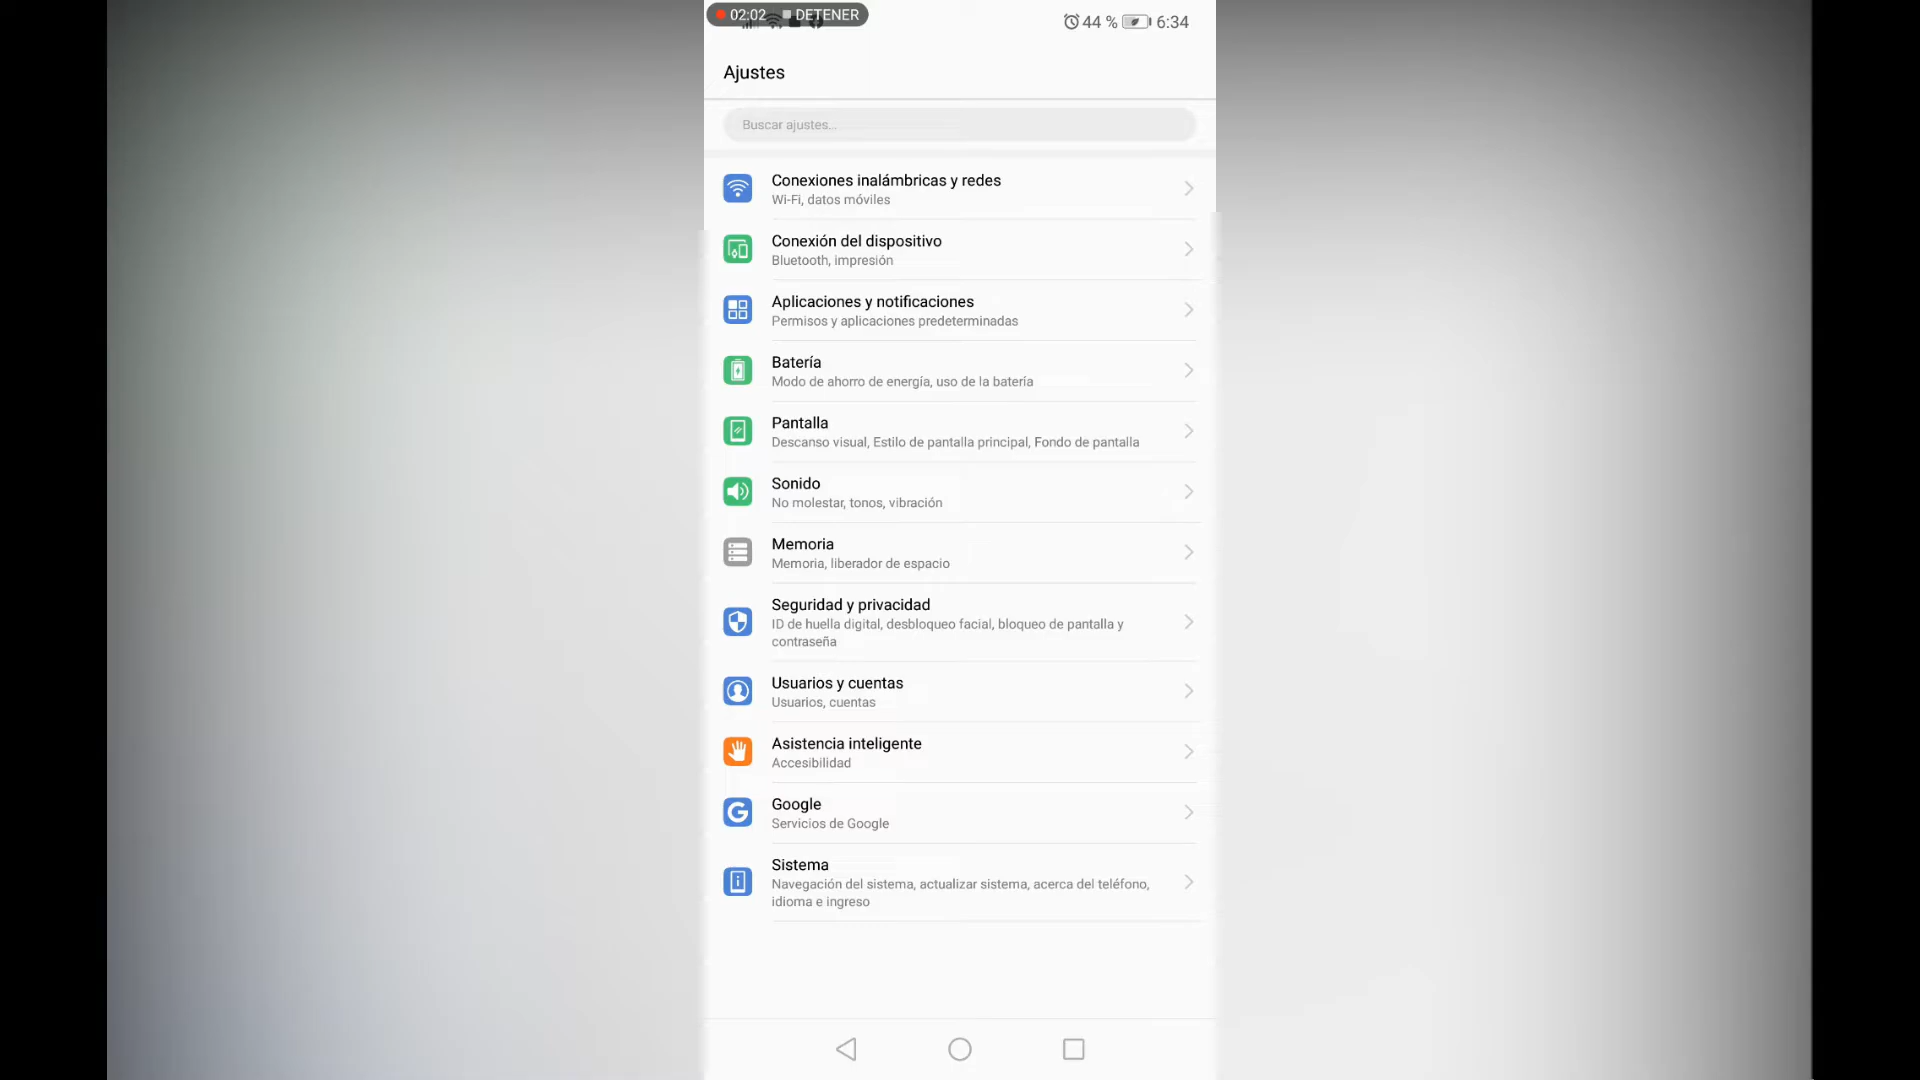 02:02 DETENER
44 % 6:34
Ajustes
Buscar ajustes...
Conexiones inalámbricas y redes
Wi-Fi, datos móviles
Conexión del dispositivo
Bluetooth, impresión
Aplicaciones y notificaciones
Permisos y aplicaciones predeterminadas
Batería
Modo de ahorro de energía, uso de la batería
Pantalla
Descanso visual, Estilo de pantalla principal, Fondo de pantalla
Sonido
No molestar, tonos, vibración
Memoria
Memoria, liberador de espacio
Seguridad y privacidad
ID de huella digital, desbloqueo facial, bloqueo de pantalla y
contraseña
Usuarios y cuentas
Usuarios, cuentas
Asistencia inteligente
Accesibilidad
Google
Servicios de Google
Sistema
Navegación del sistema, actualizar sistema, acerca del teléfono,
idioma e ingreso